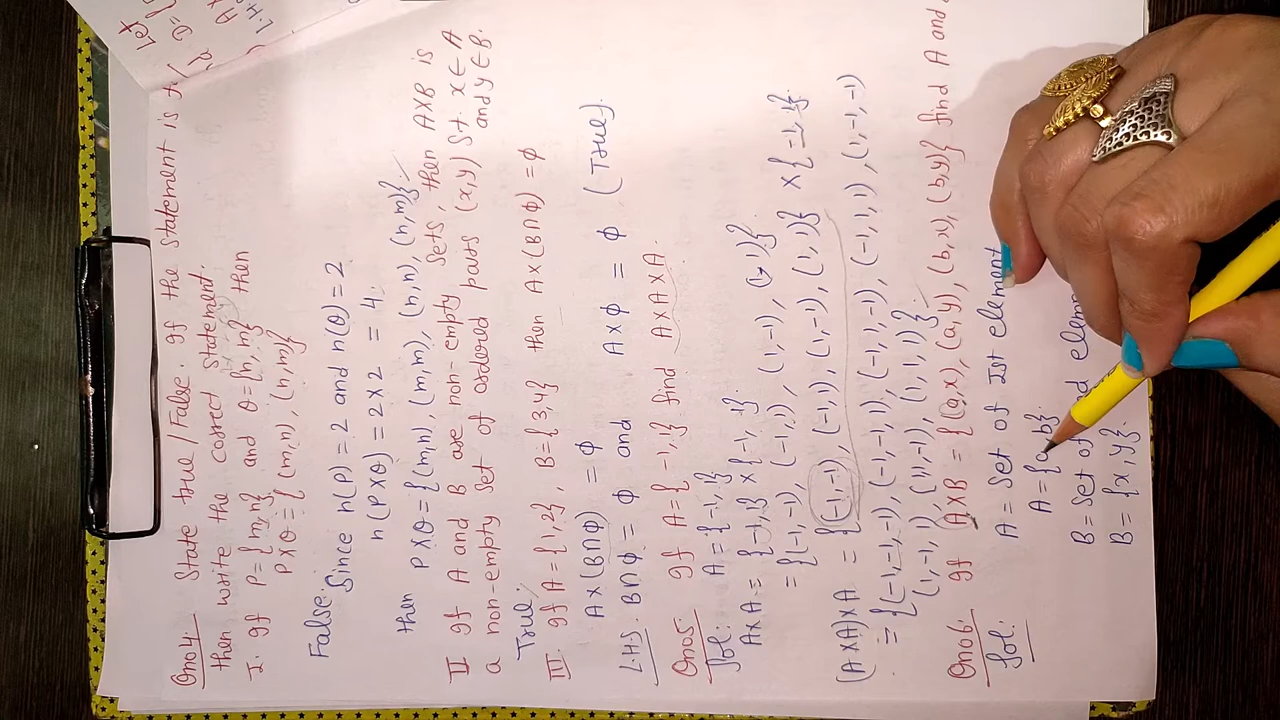 Qno4. State true/False. If the statement is
then write the correct statement.
I. If P={m,n} and Q={n,m} then
P×Q={(m,n), (n,m)}
False. Since n(P)=2 and n(Q)=2
n(P×Q)=2×2=4.
then P×Q={(m,n), (m,m), (n,n), (n,m)}
II If A and B are non-empty sets, then A×B is
a non-empty set of ordered pairs (x,y) St. x∈A
and y∈B.
True.
III. If A={1,2}, B={3,4} then A×(B∩ϕ)=ϕ
A×(B∩ϕ)=ϕ
L.H.S. B∩ϕ=ϕ and A×ϕ=ϕ (True)
Qno5. If A={-1,1} find A×A×A.
Sol. A={-1,1}
A×A={-1,1}×{-1,1}
={(-1,-1), (-1,1), (1,-1), (1,1)}
(A×A)×A={(-1,-1), (-1,1), (1,-1), (1,1)}×{-1,1}
={(-1,-1,-1), (-1,-1,1), (-1,1,-1), (-1,1,1), (1,-1,-1)
(1,-1,1), (1,1,-1), (1,1,1)}
Qno6. If A×B={(a,x), (a,y), (b,x), (b,y)} find A and
Sol. A=Set of Ist element
A={a,b}
B=Set of
B={x,y}.